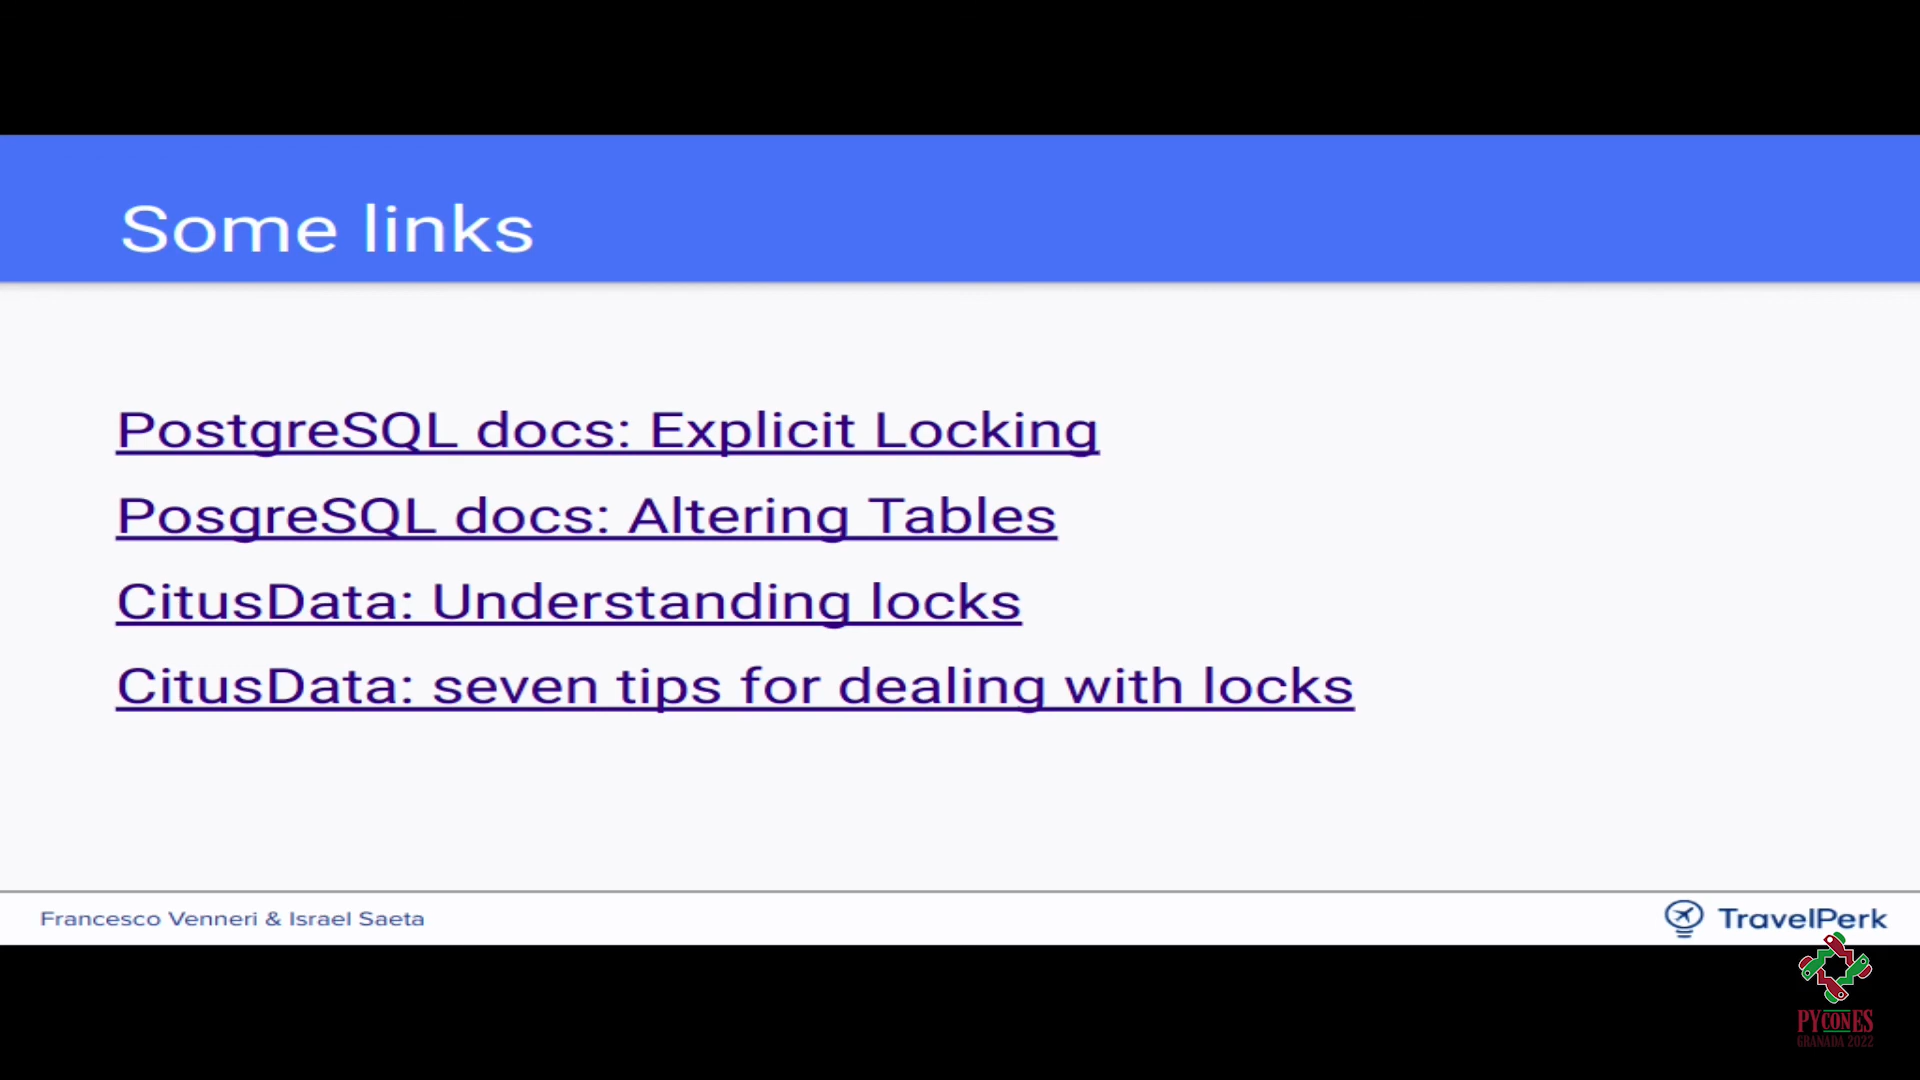 Some links
PostgreSQL docs: Explicit Locking
PosgreSQL docs: Altering Tables
CitusData: Understanding locks
CitusData: seven tips for dealing with locks
Francesco Venneri & Israel Saeta
TravelPerk
PYCONES
GRANADA 2022